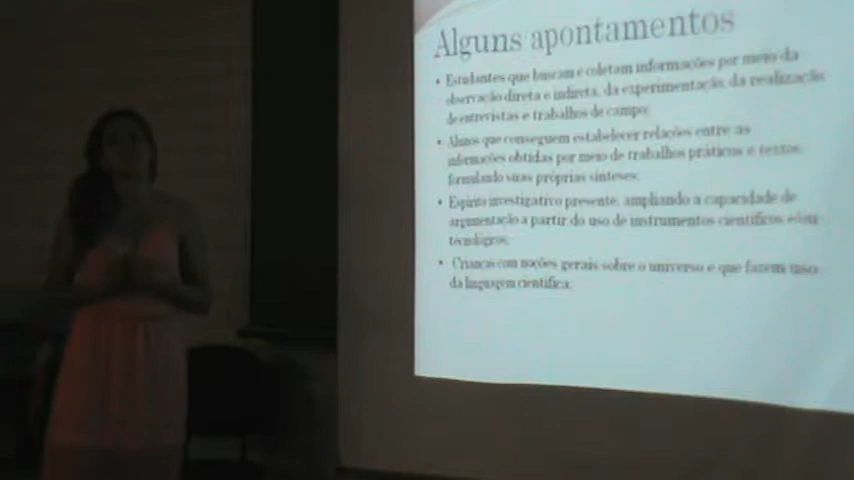 Alguns apontamentos
• Estudantes que buscam e coletam informações por meio da
observação direta e indireta, da experimentação, da realização
de entrevistas e trabalhos de campo;
• Alunos que conseguem estabelecer relações entre as
informações obtidas por meio de trabalhos práticos e textos,
formulando suas próprias sínteses;
• Espírito investigativo presente, ampliando a capacidade de
argumentação a partir do uso de instrumentos científicos e/ou
tecnológicos;
• Crianças com noções gerais sobre o universo e que fazem uso
da linguagem científica;